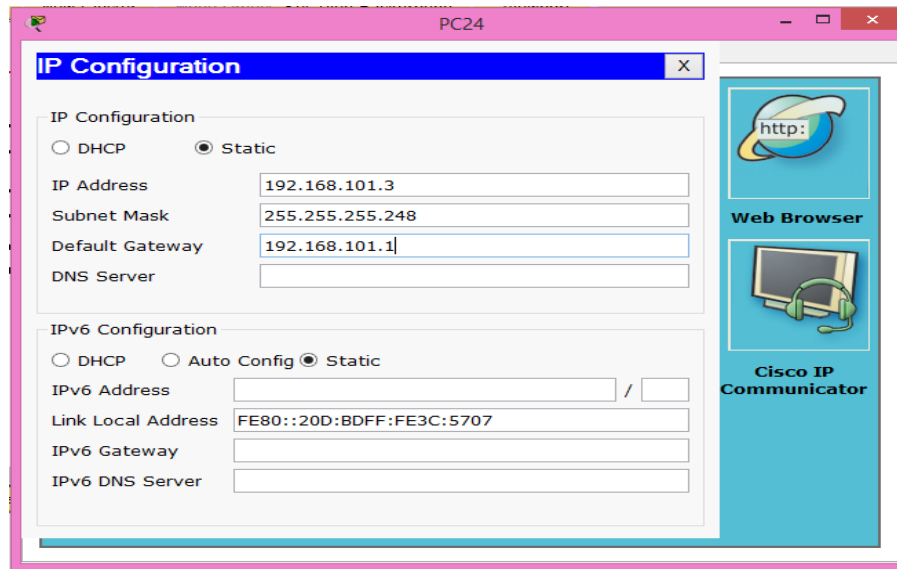 PC24
IP Configuration X
IP Configuration
DHCP Static
IP Address 192.168.101.3
Subnet Mask 255.255.255.248
Default Gateway 192.168.101.1
DNS Server
IPv6 Configuration
DHCP Auto Config Static
IPv6 Address /
Link Local Address FE80::20D:BDFF:FE3C:5707
IPv6 Gateway
IPv6 DNS Server
http:
Web Browser
Cisco IP
Communicator